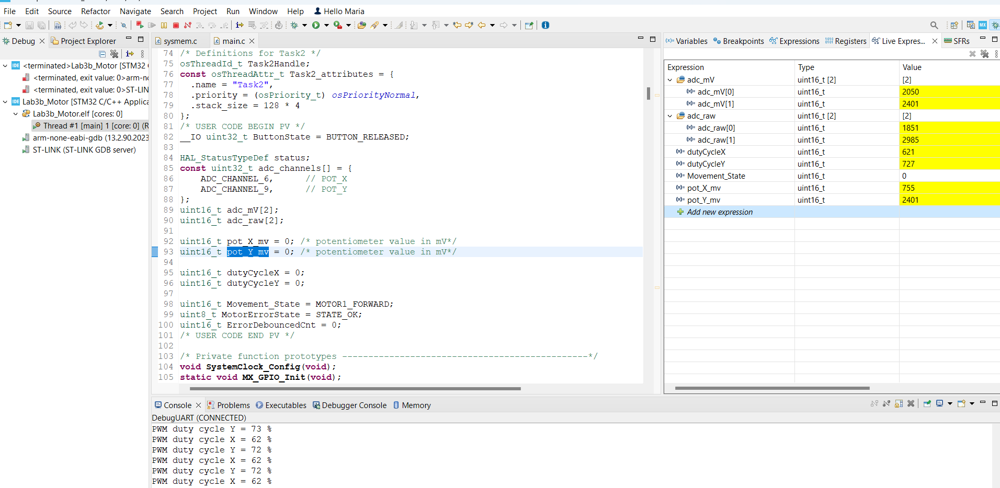 File Edit Source Refactor Navigate Search Project Run Window Help Hello Maria
Debug Project Explorer
<terminated>Lab3b_Motor [STM32 C
<terminated, exit value: 0>arm-no
<terminated, exit value: 0>ST-LIN
Lab3b_Motor [STM32 C/C++ Applica
Lab3b_Motor.elf [cores: 0]
Thread #1 [main] 1 [core: 0] (R
arm-none-eabi-gdb (13.2.90.2023
ST-LINK (ST-LINK GDB server)
sysmem.c main.c
74 /* Definitions for Task2 */
75 osThreadId_t Task2Handle;
76 const osThreadAttr_t Task2_attributes = {
77 .name = "Task2",
78 .priority = (osPriority_t) osPriorityNormal,
79 .stack_size = 128 * 4
80 };
81 /* USER CODE BEGIN PV */
82 __IO uint32_t ButtonState = BUTTON_RELEASED;
83
84 HAL_StatusTypeDef status;
85 const uint32_t adc_channels[] = {
86 ADC_CHANNEL_6, // POT_X
87 ADC_CHANNEL_9, // POT_Y
88 };
89 uint16_t adc_mV[2];
90 uint16_t adc_raw[2];
91
92 uint16_t pot_X_mv = 0; /* potentiometer value in mV*/
93 uint16_t pot_Y_mv = 0; /* potentiometer value in mV*/
94
95 uint16_t dutyCycleX = 0;
96 uint16_t dutyCycleY = 0;
97
98 uint16_t Movement_State = MOTOR1_FORWARD;
99 uint8_t MotorErrorState = STATE_OK;
100 uint16_t ErrorDebouncedCnt = 0;
101 /* USER CODE END PV */
102
103 /* Private function prototypes -----------------------------------------------*/
104 void SystemClock_Config(void);
105 static void MX_GPIO_Init(void);
Variables Breakpoints Expressions Registers Live Expres... SFRs
Expression Type Value
adc_mV uint16_t [2] [2]
adc_mV[0] uint16_t 2050
adc_mV[1] uint16_t 2401
adc_raw uint16_t [2] [2]
adc_raw[0] uint16_t 1851
adc_raw[1] uint16_t 2985
dutyCycleX uint16_t 621
dutyCycleY uint16_t 727
Movement_State uint16_t 0
pot_X_mv uint16_t 755
pot_Y_mv uint16_t 2401
Add new expression
Console Problems Executables Debugger Console Memory
DebugUART (CONNECTED)
PWM duty cycle Y = 73 %
PWM duty cycle X = 62 %
PWM duty cycle Y = 72 %
PWM duty cycle X = 62 %
PWM duty cycle Y = 72 %
PWM duty cycle X = 62 %